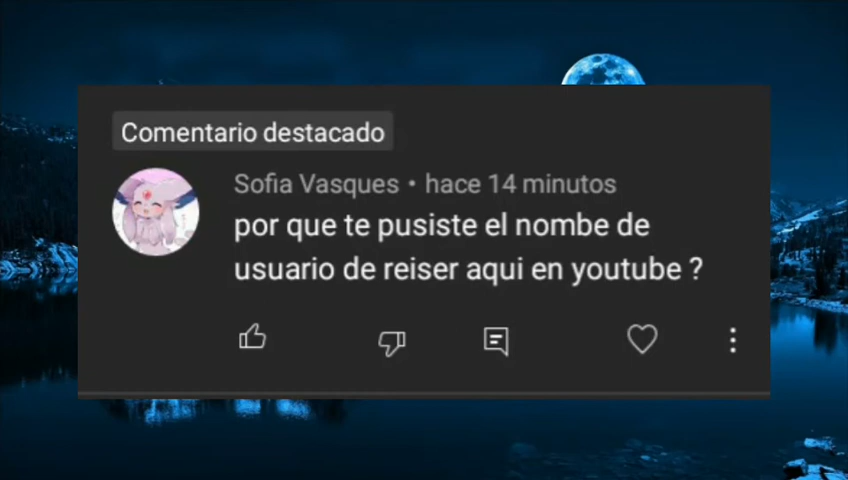 Comentario destacado
Sofia Vasques • hace 14 minutos
por que te pusiste el nombe de
usuario de reiser aqui en youtube ?